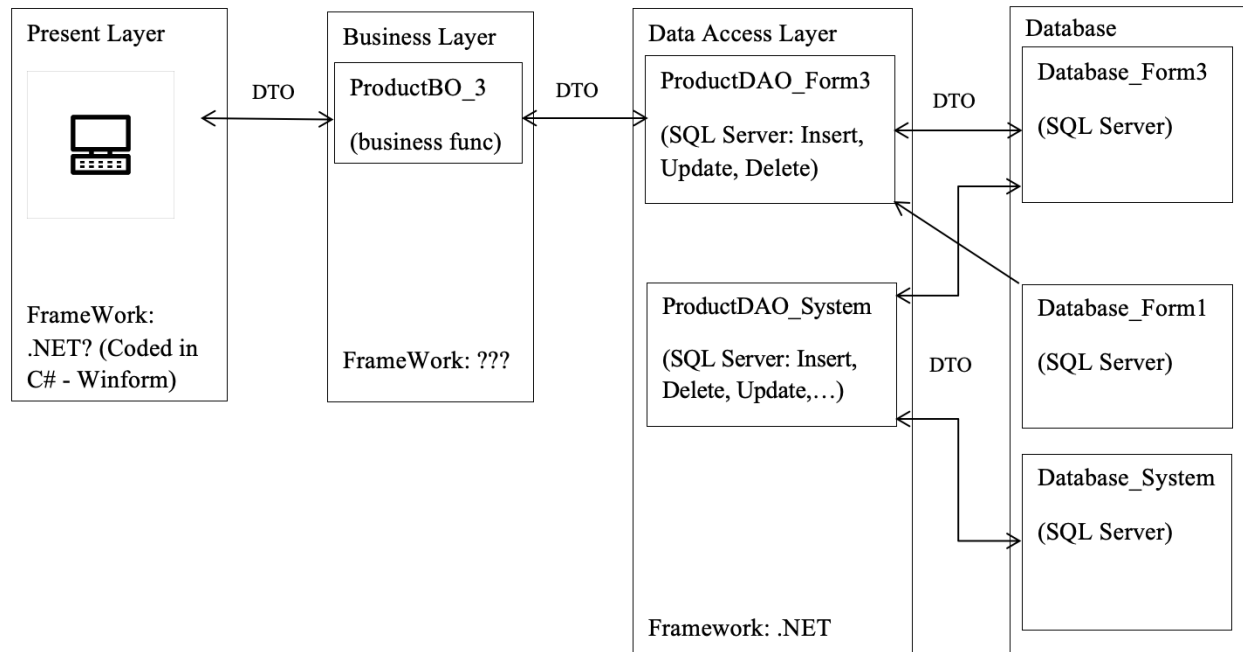 Present Layer
FrameWork:
.NET? (Coded in
C# - Winform)
DTO
Business Layer
ProductBO_3
(business func)
FrameWork: ???
DTO
Data Access Layer
ProductDAO_Form3
(SQL Server: Insert,
Update, Delete)
ProductDAO_System
(SQL Server: Insert,
Delete, Update,…)
Framework: .NET
DTO
DTO
Database
Database_Form3
(SQL Server)
Database_Form1
(SQL Server)
Database_System
(SQL Server)